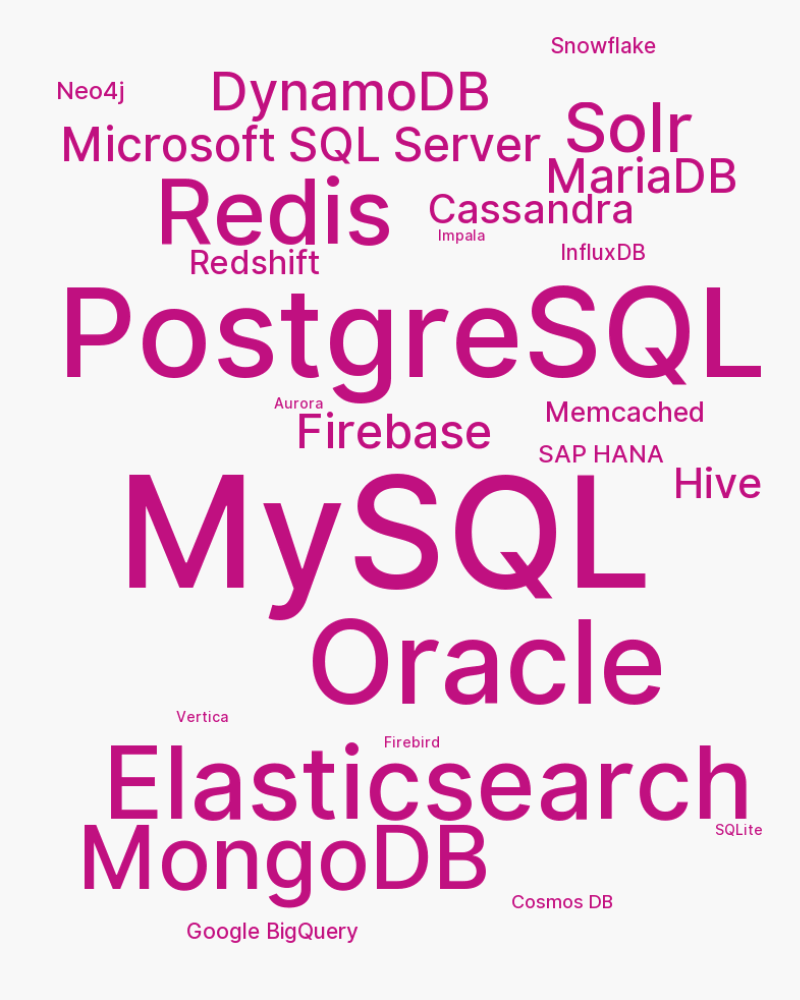 Snowflake
Neo4j
DynamoDB
Solr
Microsoft SQL Server
MariaDB
Redis
Cassandra
Impala
InfluxDB
Redshift
PostgreSQL
Aurora
Memcached
Firebase
SAP HANA
Hive
MySQL
Oracle
Vertica
Firebird
Elasticsearch
SQLite
MongoDB
Cosmos DB
Google BigQuery